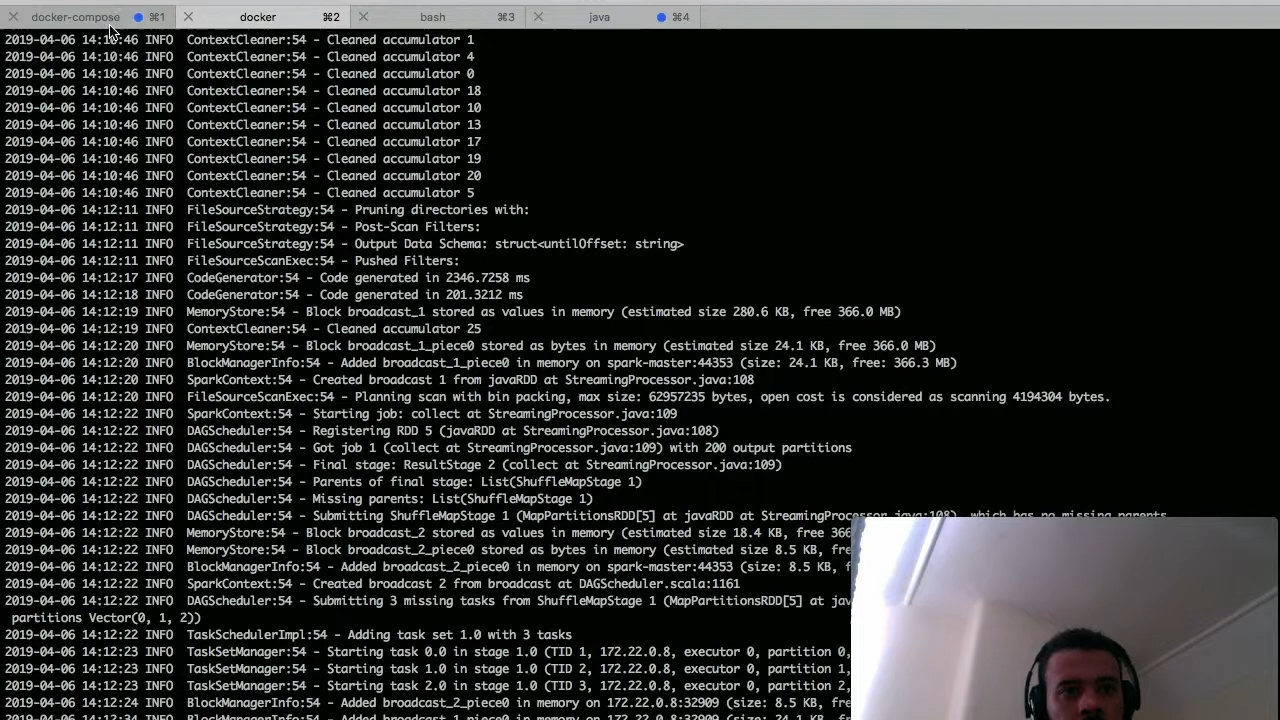 docker-compose ⌘1 docker ⌘2 bash ⌘3 java ⌘4
2019-04-06 14:10:46 INFO ContextCleaner:54 - Cleaned accumulator 1
2019-04-06 14:10:46 INFO ContextCleaner:54 - Cleaned accumulator 4
2019-04-06 14:10:46 INFO ContextCleaner:54 - Cleaned accumulator 0
2019-04-06 14:10:46 INFO ContextCleaner:54 - Cleaned accumulator 18
2019-04-06 14:10:46 INFO ContextCleaner:54 - Cleaned accumulator 10
2019-04-06 14:10:46 INFO ContextCleaner:54 - Cleaned accumulator 13
2019-04-06 14:10:46 INFO ContextCleaner:54 - Cleaned accumulator 17
2019-04-06 14:10:46 INFO ContextCleaner:54 - Cleaned accumulator 19
2019-04-06 14:10:46 INFO ContextCleaner:54 - Cleaned accumulator 20
2019-04-06 14:10:46 INFO ContextCleaner:54 - Cleaned accumulator 5
2019-04-06 14:12:11 INFO FileSourceStrategy:54 - Pruning directories with:
2019-04-06 14:12:11 INFO FileSourceStrategy:54 - Post-Scan Filters:
2019-04-06 14:12:11 INFO FileSourceStrategy:54 - Output Data Schema: struct<untilOffset: string>
2019-04-06 14:12:11 INFO FileSourceScanExec:54 - Pushed Filters:
2019-04-06 14:12:17 INFO CodeGenerator:54 - Code generated in 2346.7258 ms
2019-04-06 14:12:18 INFO CodeGenerator:54 - Code generated in 201.3212 ms
2019-04-06 14:12:19 INFO MemoryStore:54 - Block broadcast_1 stored as values in memory (estimated size 280.6 KB, free 366.0 MB)
2019-04-06 14:12:19 INFO ContextCleaner:54 - Cleaned accumulator 25
2019-04-06 14:12:20 INFO MemoryStore:54 - Block broadcast_1_piece0 stored as bytes in memory (estimated size 24.1 KB, free 366.0 MB)
2019-04-06 14:12:20 INFO BlockManagerInfo:54 - Added broadcast_1_piece0 in memory on spark-master:44353 (size: 24.1 KB, free: 366.3 MB)
2019-04-06 14:12:20 INFO SparkContext:54 - Created broadcast 1 from javaRDD at StreamingProcessor.java:108
2019-04-06 14:12:20 INFO FileSourceScanExec:54 - Planning scan with bin packing, max size: 62957235 bytes, open cost is considered as scanning 4194304 bytes.
2019-04-06 14:12:22 INFO SparkContext:54 - Starting job: collect at StreamingProcessor.java:109
2019-04-06 14:12:22 INFO DAGScheduler:54 - Registering RDD 5 (javaRDD at StreamingProcessor.java:108)
2019-04-06 14:12:22 INFO DAGScheduler:54 - Got job 1 (collect at StreamingProcessor.java:109) with 200 output partitions
2019-04-06 14:12:22 INFO DAGScheduler:54 - Final stage: ResultStage 2 (collect at StreamingProcessor.java:109)
2019-04-06 14:12:22 INFO DAGScheduler:54 - Parents of final stage: List(ShuffleMapStage 1)
2019-04-06 14:12:22 INFO DAGScheduler:54 - Missing parents: List(ShuffleMapStage 1)
2019-04-06 14:12:22 INFO DAGScheduler:54 - Submitting ShuffleMapStage 1 (MapPartitionsRDD[5] at javaRDD at StreamingProcessor.java:108), which has no missing parents
2019-04-06 14:12:22 INFO MemoryStore:54 - Block broadcast_2 stored as values in memory (estimated size 18.4 KB, free 366
2019-04-06 14:12:22 INFO MemoryStore:54 - Block broadcast_2_piece0 stored as bytes in memory (estimated size 8.5 KB, fre
2019-04-06 14:12:22 INFO BlockManagerInfo:54 - Added broadcast_2_piece0 in memory on spark-master:44353 (size: 8.5 KB,
2019-04-06 14:12:22 INFO SparkContext:54 - Created broadcast 2 from broadcast at DAGScheduler.scala:1161
2019-04-06 14:12:22 INFO DAGScheduler:54 - Submitting 3 missing tasks from ShuffleMapStage 1 (MapPartitionsRDD[5] at jav
partitions Vector(0, 1, 2))
2019-04-06 14:12:22 INFO TaskSchedulerImpl:54 - Adding task set 1.0 with 3 tasks
2019-04-06 14:12:23 INFO TaskSetManager:54 - Starting task 0.0 in stage 1.0 (TID 1, 172.22.0.8, executor 0, partition 0,
2019-04-06 14:12:23 INFO TaskSetManager:54 - Starting task 1.0 in stage 1.0 (TID 2, 172.22.0.8, executor 0, partition 1,
2019-04-06 14:12:23 INFO TaskSetManager:54 - Starting task 2.0 in stage 1.0 (TID 3, 172.22.0.8, executor 0, partition 2,
2019-04-06 14:12:24 INFO BlockManagerInfo:54 - Added broadcast_2_piece0 in memory on 172.22.0.8:32909 (size: 8.5 KB,
2019-04-06 14:12:34 INFO BlockManagerInfo:54 - Added broadcast_1_piece0 in memory on 172.22.0.8:32909 (size: 24.1 KB,